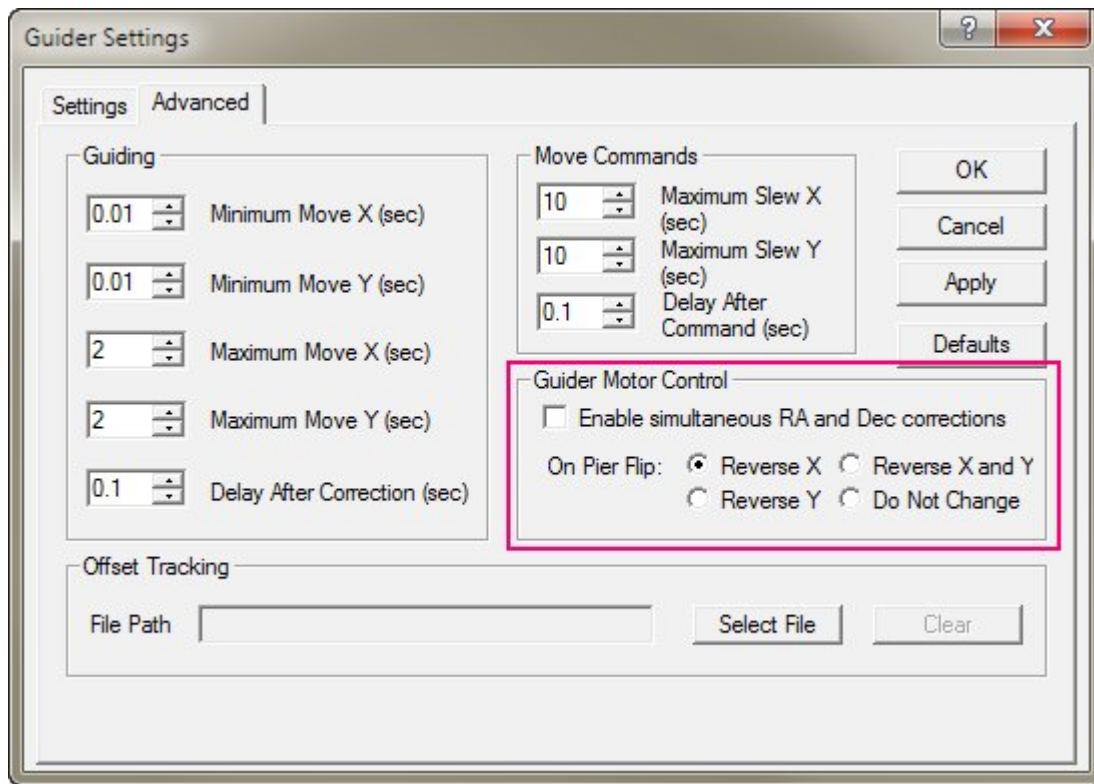 Guider Settings
?
X
Settings
Advanced
Guiding
0.01
Minimum Move X (sec)
0.01
Minimum Move Y (sec)
2
Maximum Move X (sec)
2
Maximum Move Y (sec)
0.1
Delay After Correction (sec)
Move Commands
10
Maximum Slew X
(sec)
10
Maximum Slew Y
(sec)
0.1
Delay After
Command (sec)
OK
Cancel
Apply
Defaults
Guider Motor Control
Enable simultaneous RA and Dec corrections
On Pier Flip: Reverse X Reverse X and Y
Reverse Y Do Not Change
Offset Tracking
File Path
Select File
Clear